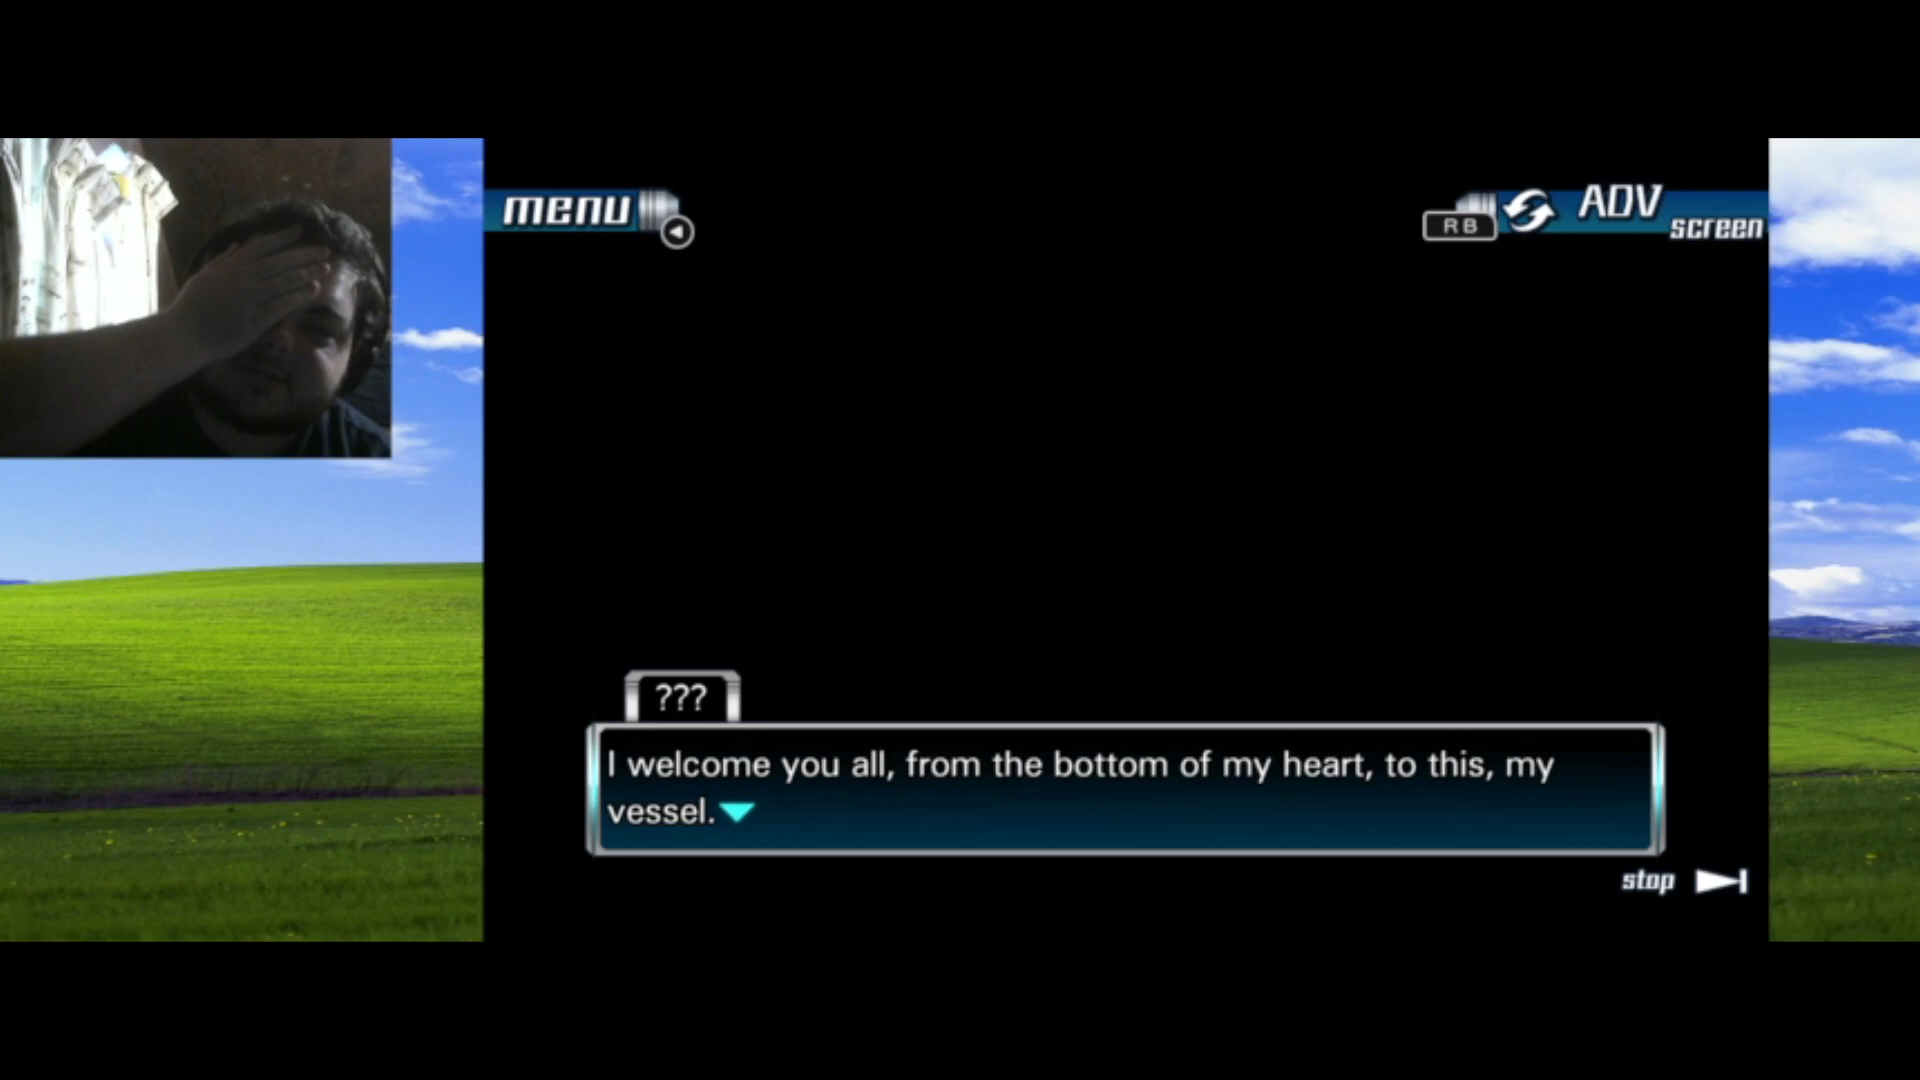 menu
RB ADV
screen
???
I welcome you all, from the bottom of my heart, to this, my
vessel.
stop